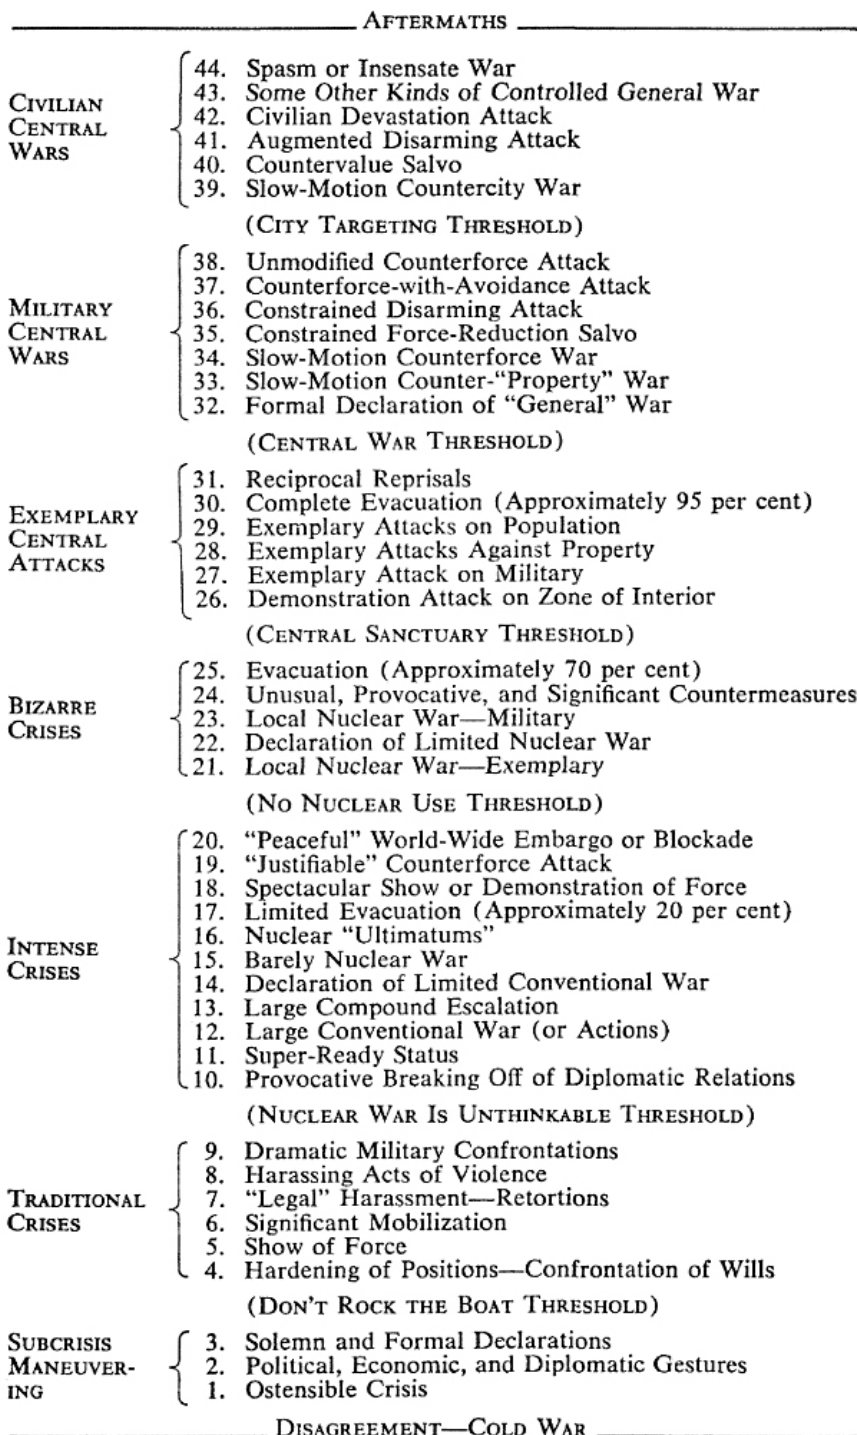 AFTERMATHS
CIVILIAN
CENTRAL
WARS
44. Spasm or Insensate War
43. Some Other Kinds of Controlled General War
42. Civilian Devastation Attack
41. Augmented Disarming Attack
40. Countervalue Salvo
39. Slow-Motion Countercity War
(CITY TARGETING THRESHOLD)
MILITARY
CENTRAL
WARS
38. Unmodified Counterforce Attack
37. Counterforce-with-Avoidance Attack
36. Constrained Disarming Attack
35. Constrained Force-Reduction Salvo
34. Slow-Motion Counterforce War
33. Slow-Motion Counter-“Property” War
32. Formal Declaration of “General” War
(CENTRAL WAR THRESHOLD)
EXEMPLARY
CENTRAL
ATTACKS
31. Reciprocal Reprisals
30. Complete Evacuation (Approximately 95 per cent)
29. Exemplary Attacks on Population
28. Exemplary Attacks Against Property
27. Exemplary Attack on Military
26. Demonstration Attack on Zone of Interior
(CENTRAL SANCTUARY THRESHOLD)
BIZARRE
CRISES
25. Evacuation (Approximately 70 per cent)
24. Unusual, Provocative, and Significant Countermeasures
23. Local Nuclear War—Military
22. Declaration of Limited Nuclear War
21. Local Nuclear War—Exemplary
(NO NUCLEAR USE THRESHOLD)
INTENSE
CRISES
20. “Peaceful” World-Wide Embargo or Blockade
19. “Justifiable” Counterforce Attack
18. Spectacular Show or Demonstration of Force
17. Limited Evacuation (Approximately 20 per cent)
16. Nuclear “Ultimatums”
15. Barely Nuclear War
14. Declaration of Limited Conventional War
13. Large Compound Escalation
12. Large Conventional War (or Actions)
11. Super-Ready Status
10. Provocative Breaking Off of Diplomatic Relations
(NUCLEAR WAR IS UNTHINKABLE THRESHOLD)
TRADITIONAL
CRISES
9. Dramatic Military Confrontations
8. Harassing Acts of Violence
7. “Legal” Harassment—Retortions
6. Significant Mobilization
5. Show of Force
4. Hardening of Positions—Confrontation of Wills
(DON’T ROCK THE BOAT THRESHOLD)
SUBCRISIS
MANEUVER-
ING
3. Solemn and Formal Declarations
2. Political, Economic, and Diplomatic Gestures
1. Ostensible Crisis
DISAGREEMENT—COLD WAR